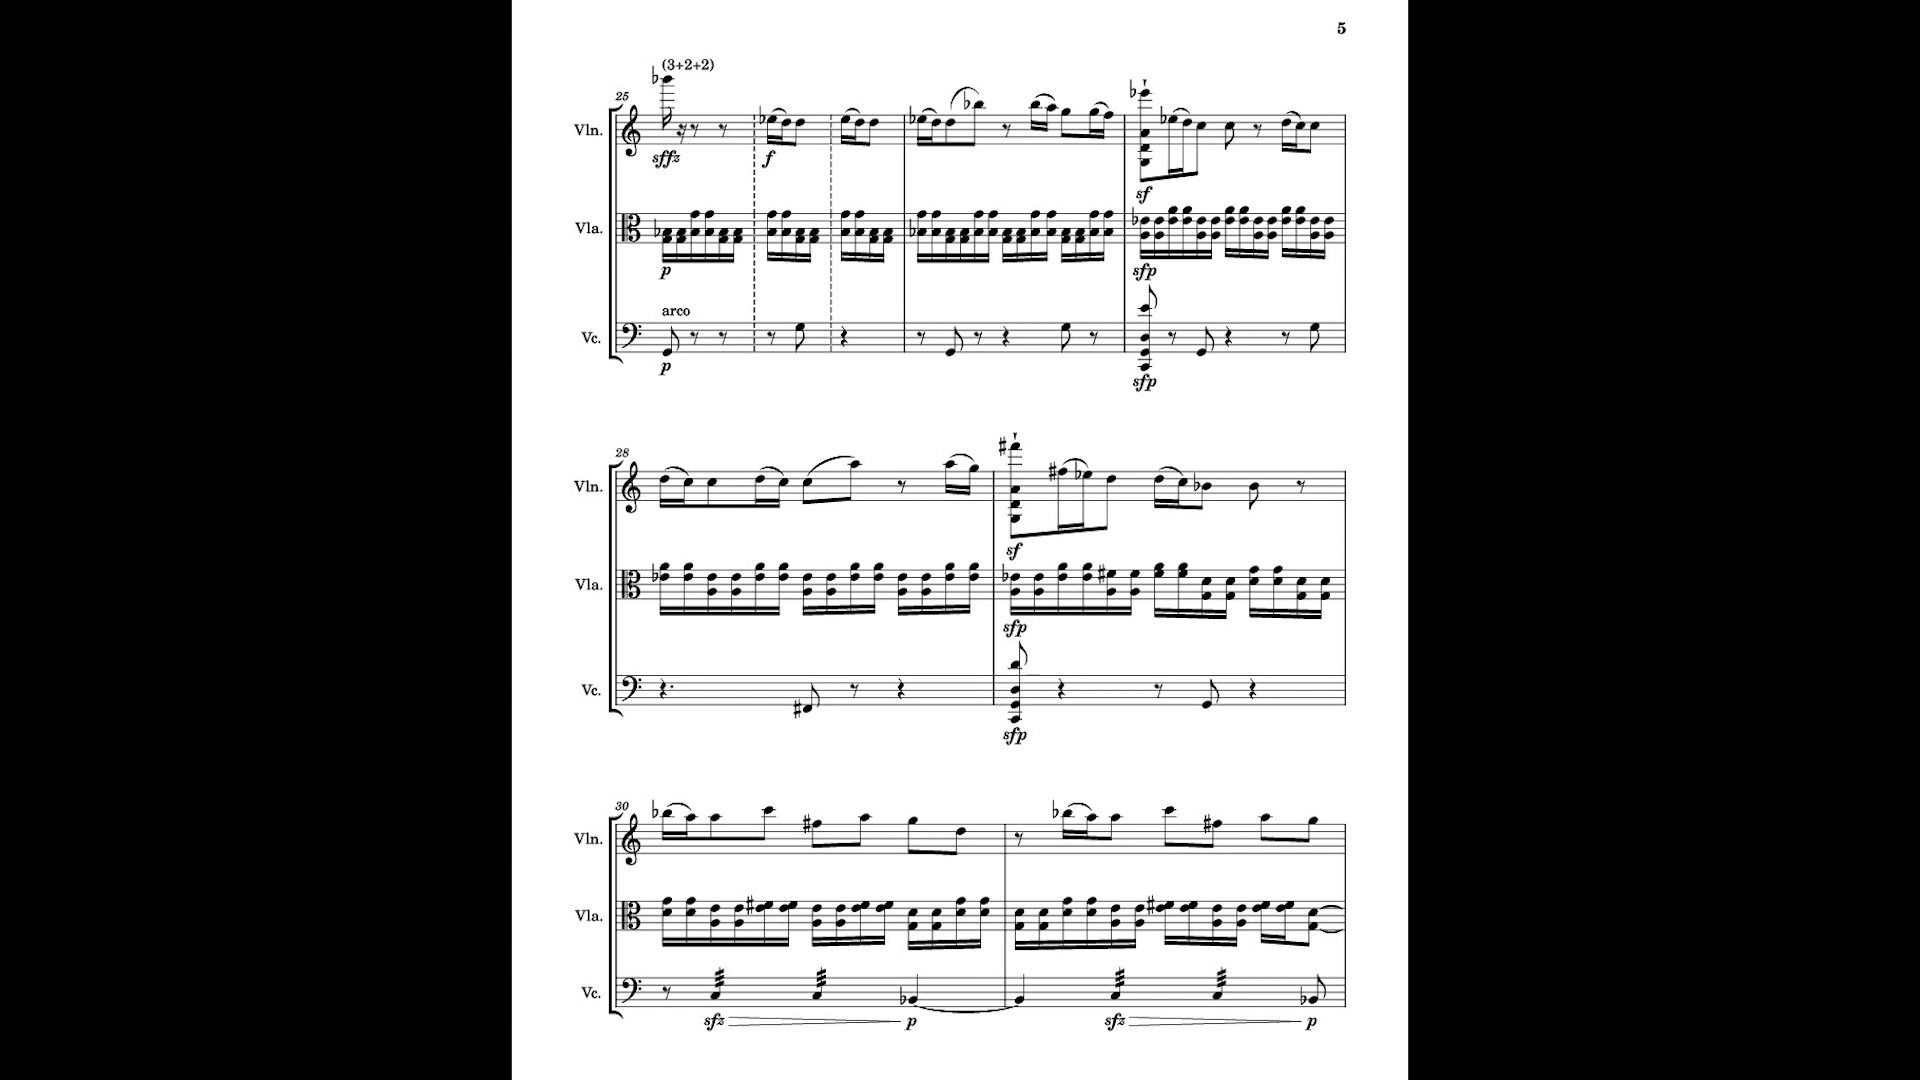 5
(3+2+2)
25
Vln.
sffz
f
sf
Vla.
p
sfp
arco
Vc.
p
sfp
28
Vln.
sf
Vla.
sfp
Vc.
sfp
30
Vln.
Vla.
Vc.
sfz p sfz p